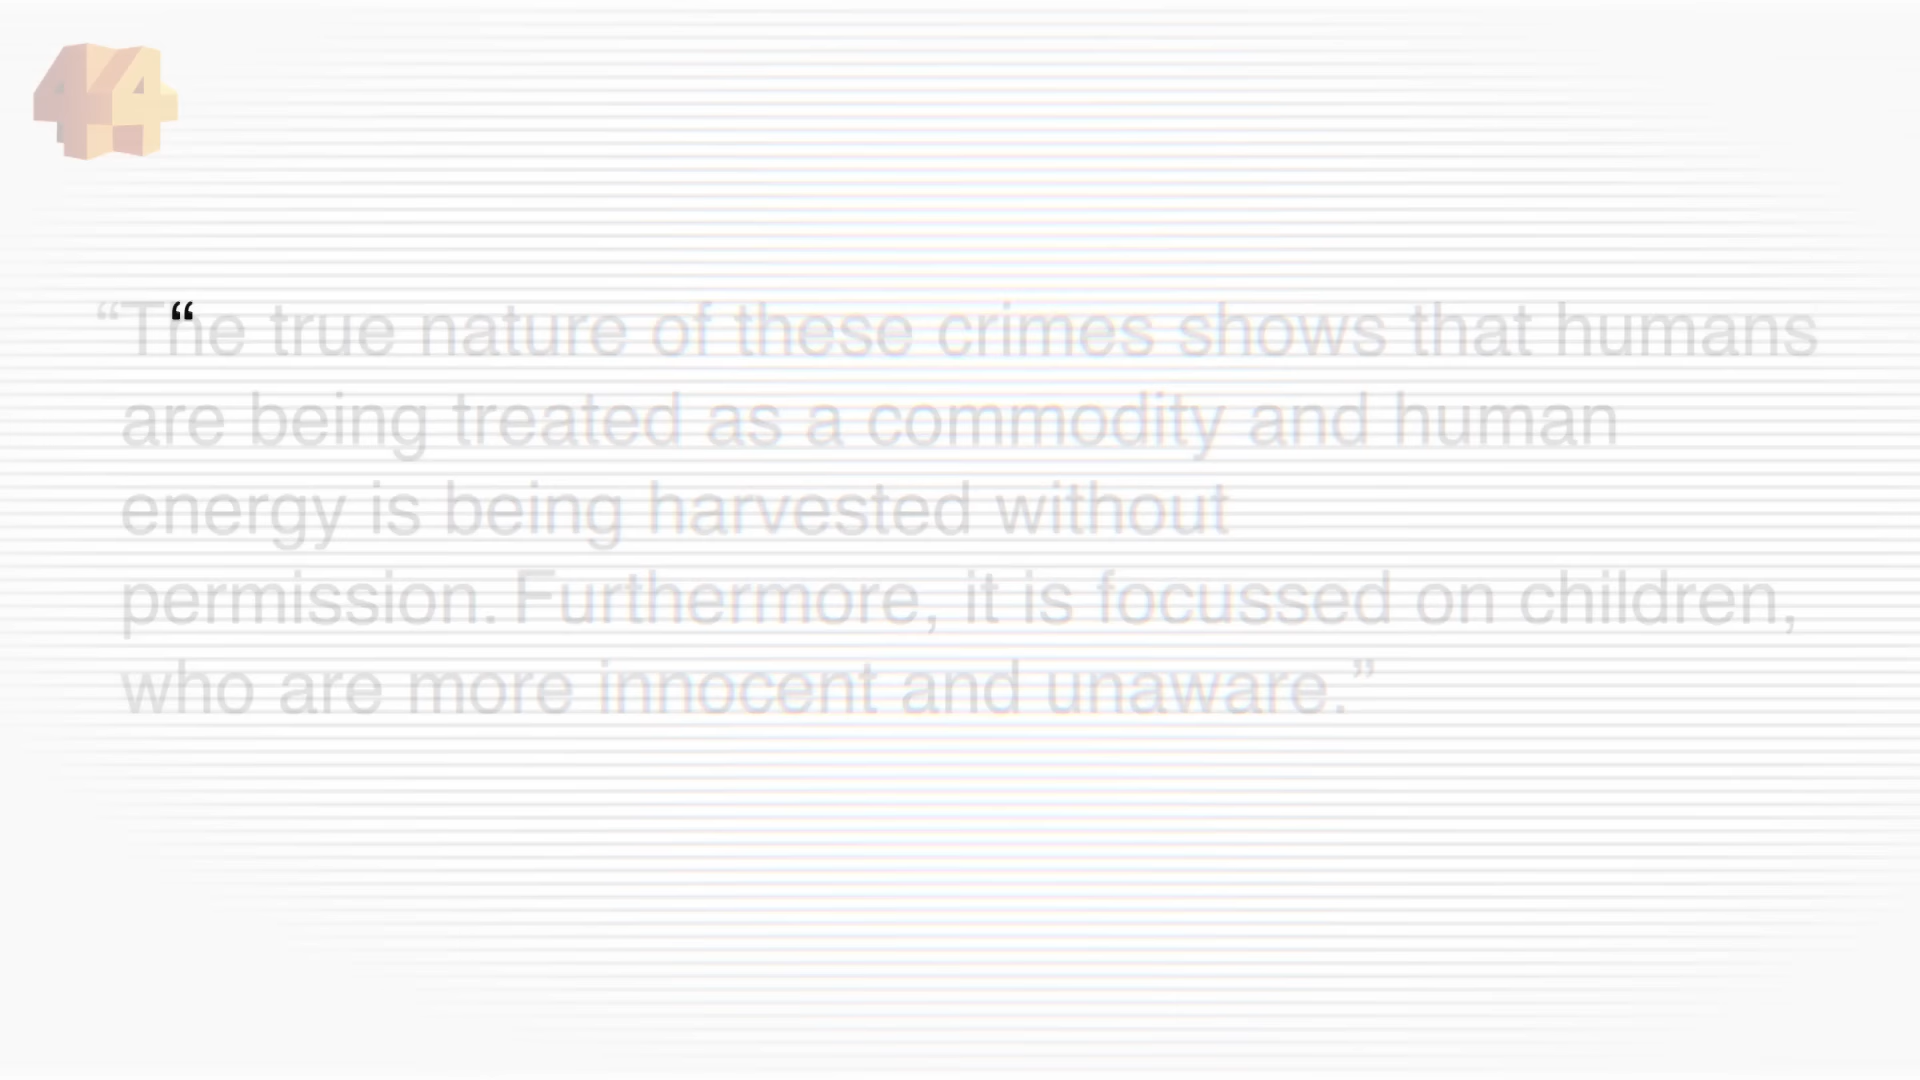 44
“The true nature of these crimes shows that humans
“
are being treated as a commodity and human
energy is being harvested without
permission. Furthermore, it is focussed on children,
who are more innocent and unaware.”